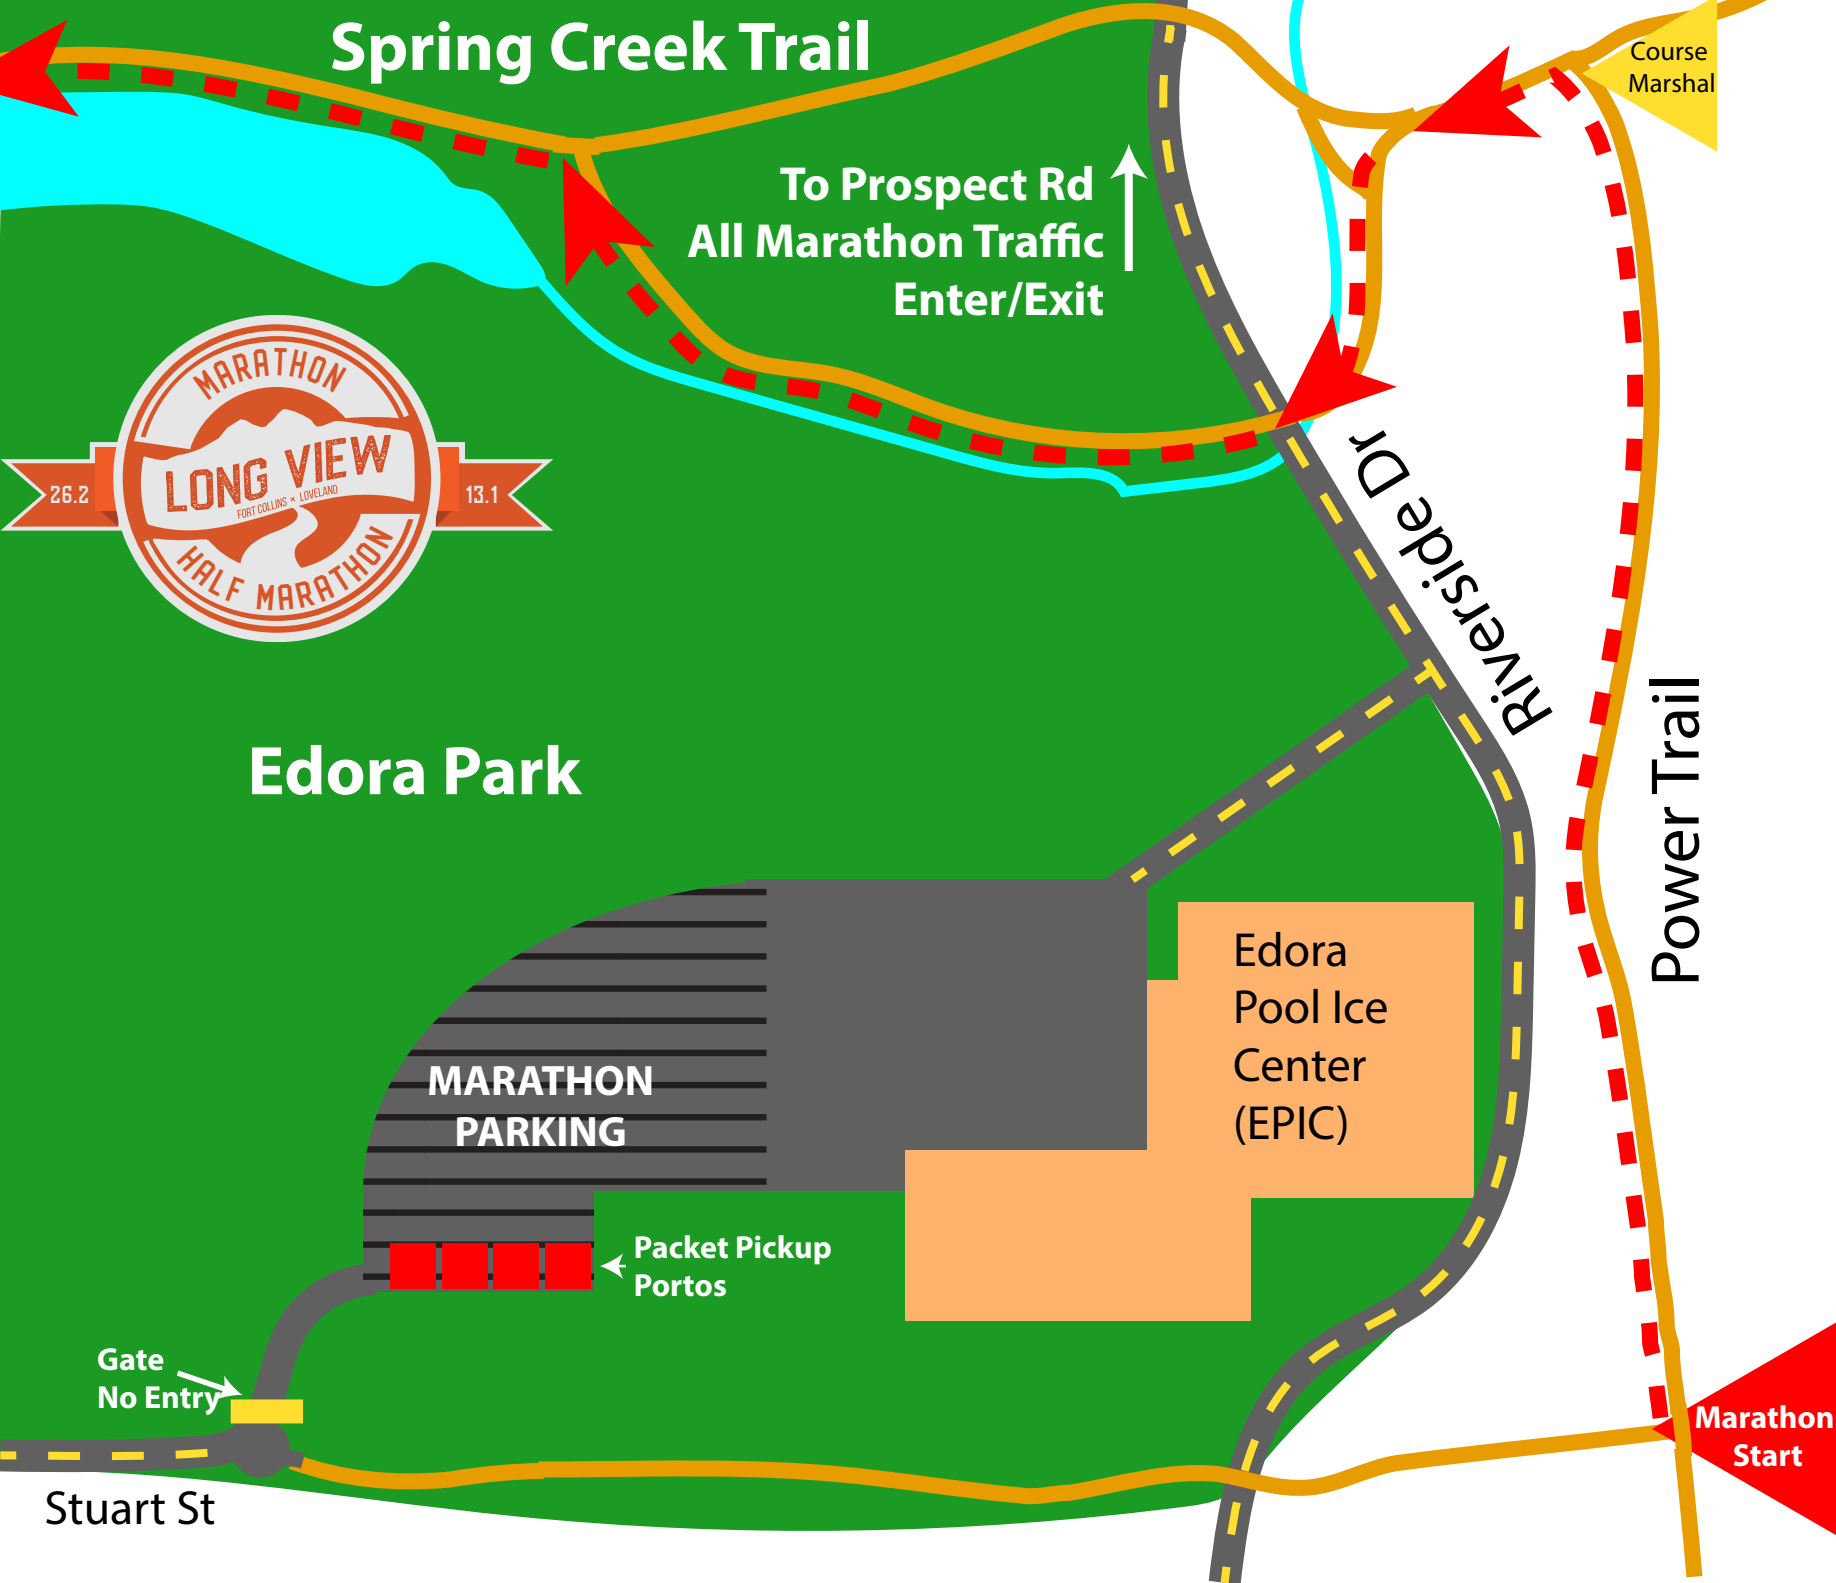 Spring Creek Trail
Course
Marshal
To Prospect Rd
All Marathon Traffic
Enter/Exit
MARATHON
LONG VIEW
FORT COLLINS × LOVELAND
26.2
13.1
HALF MARATHON
Riverside Dr
Power Trail
Edora Park
Edora
Pool Ice
Center
(EPIC)
MARATHON
PARKING
Packet Pickup
Portos
Gate
No Entry
Marathon
Start
Stuart St